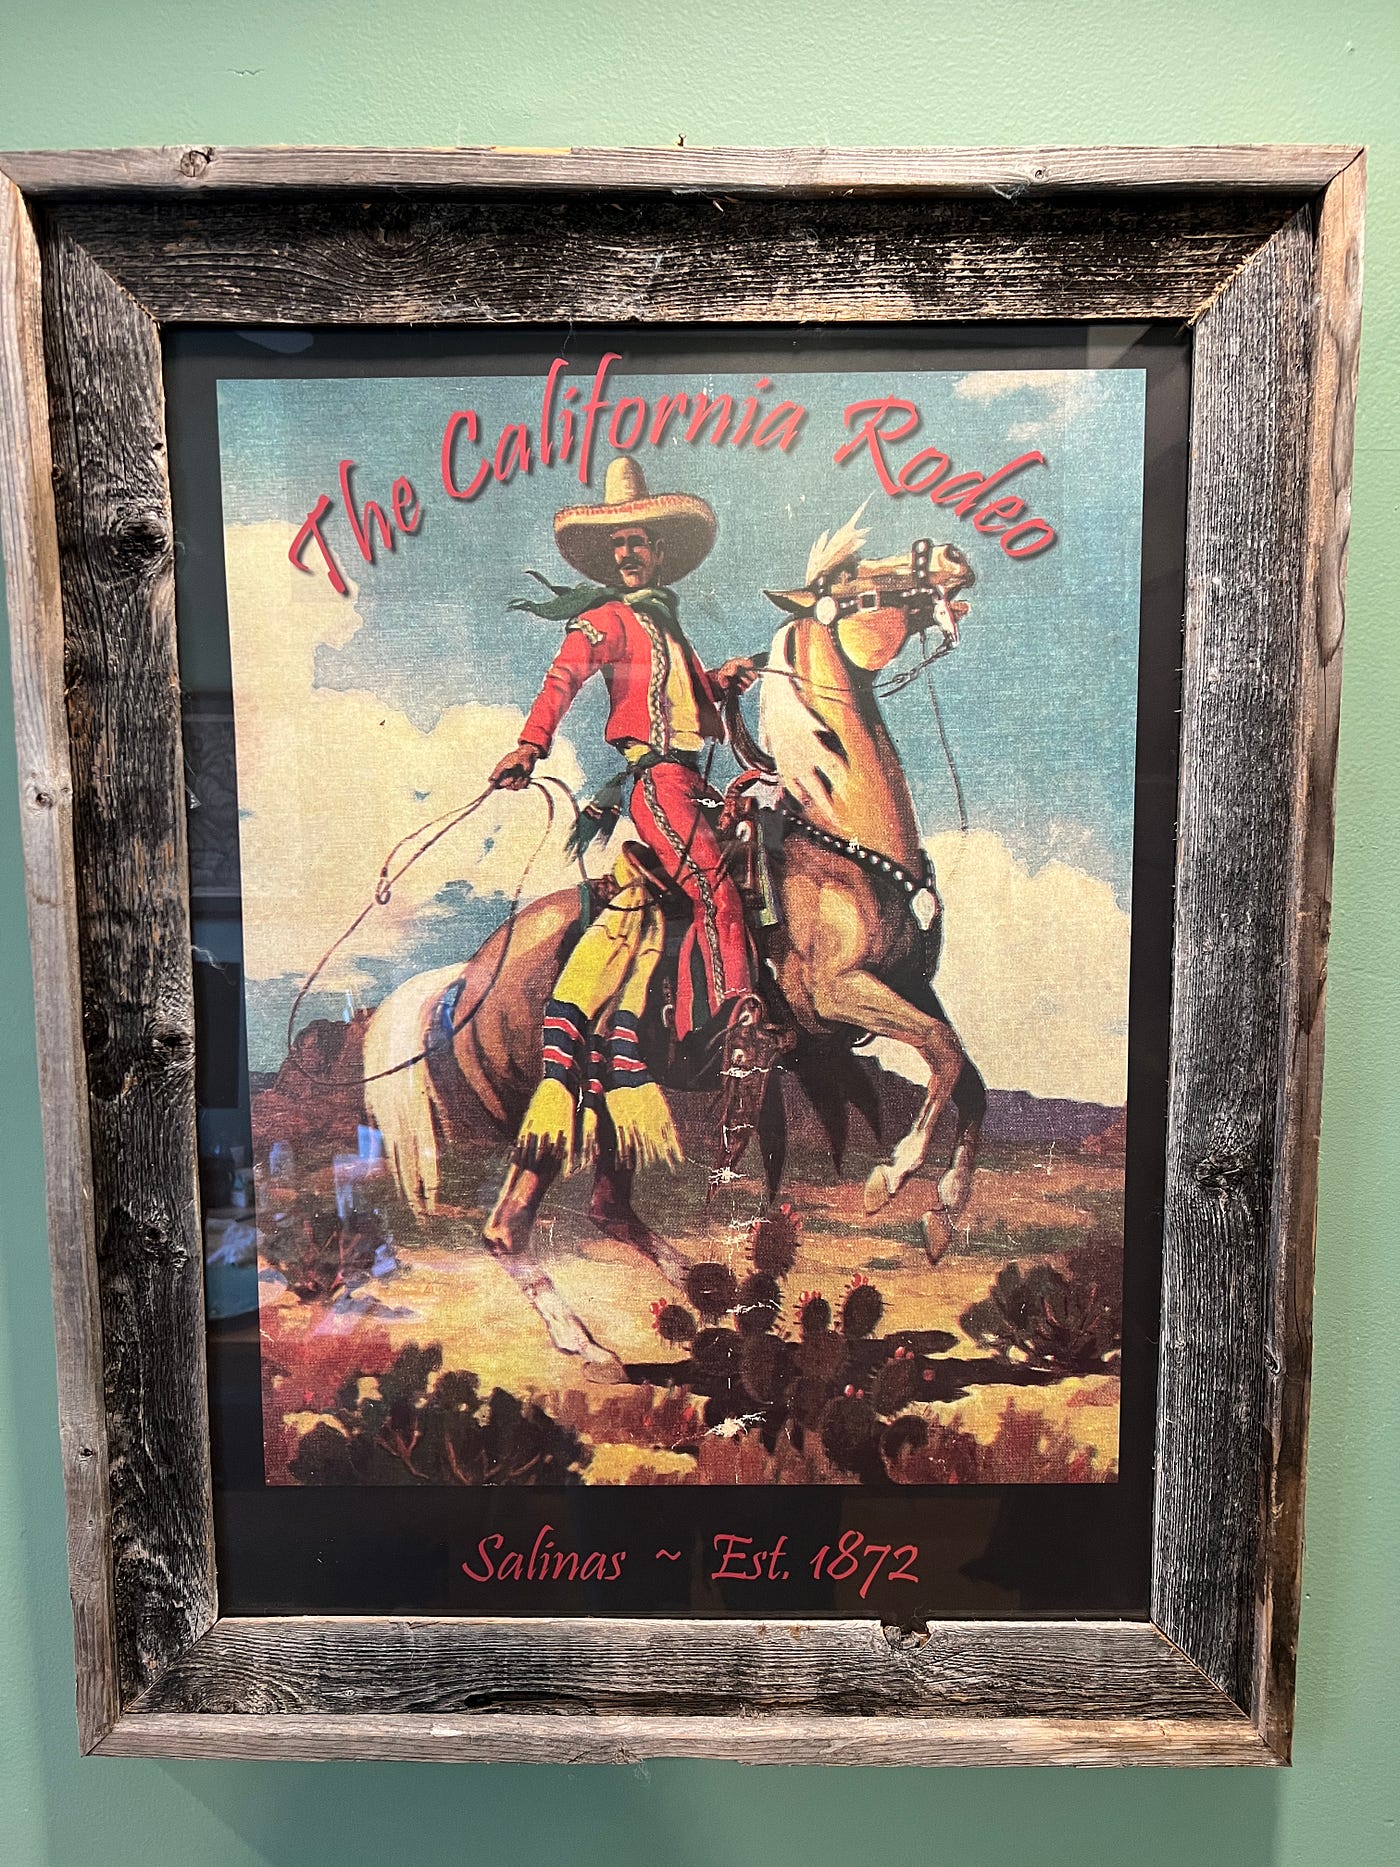 The California Rodeo
Salinas ~ Est. 1872